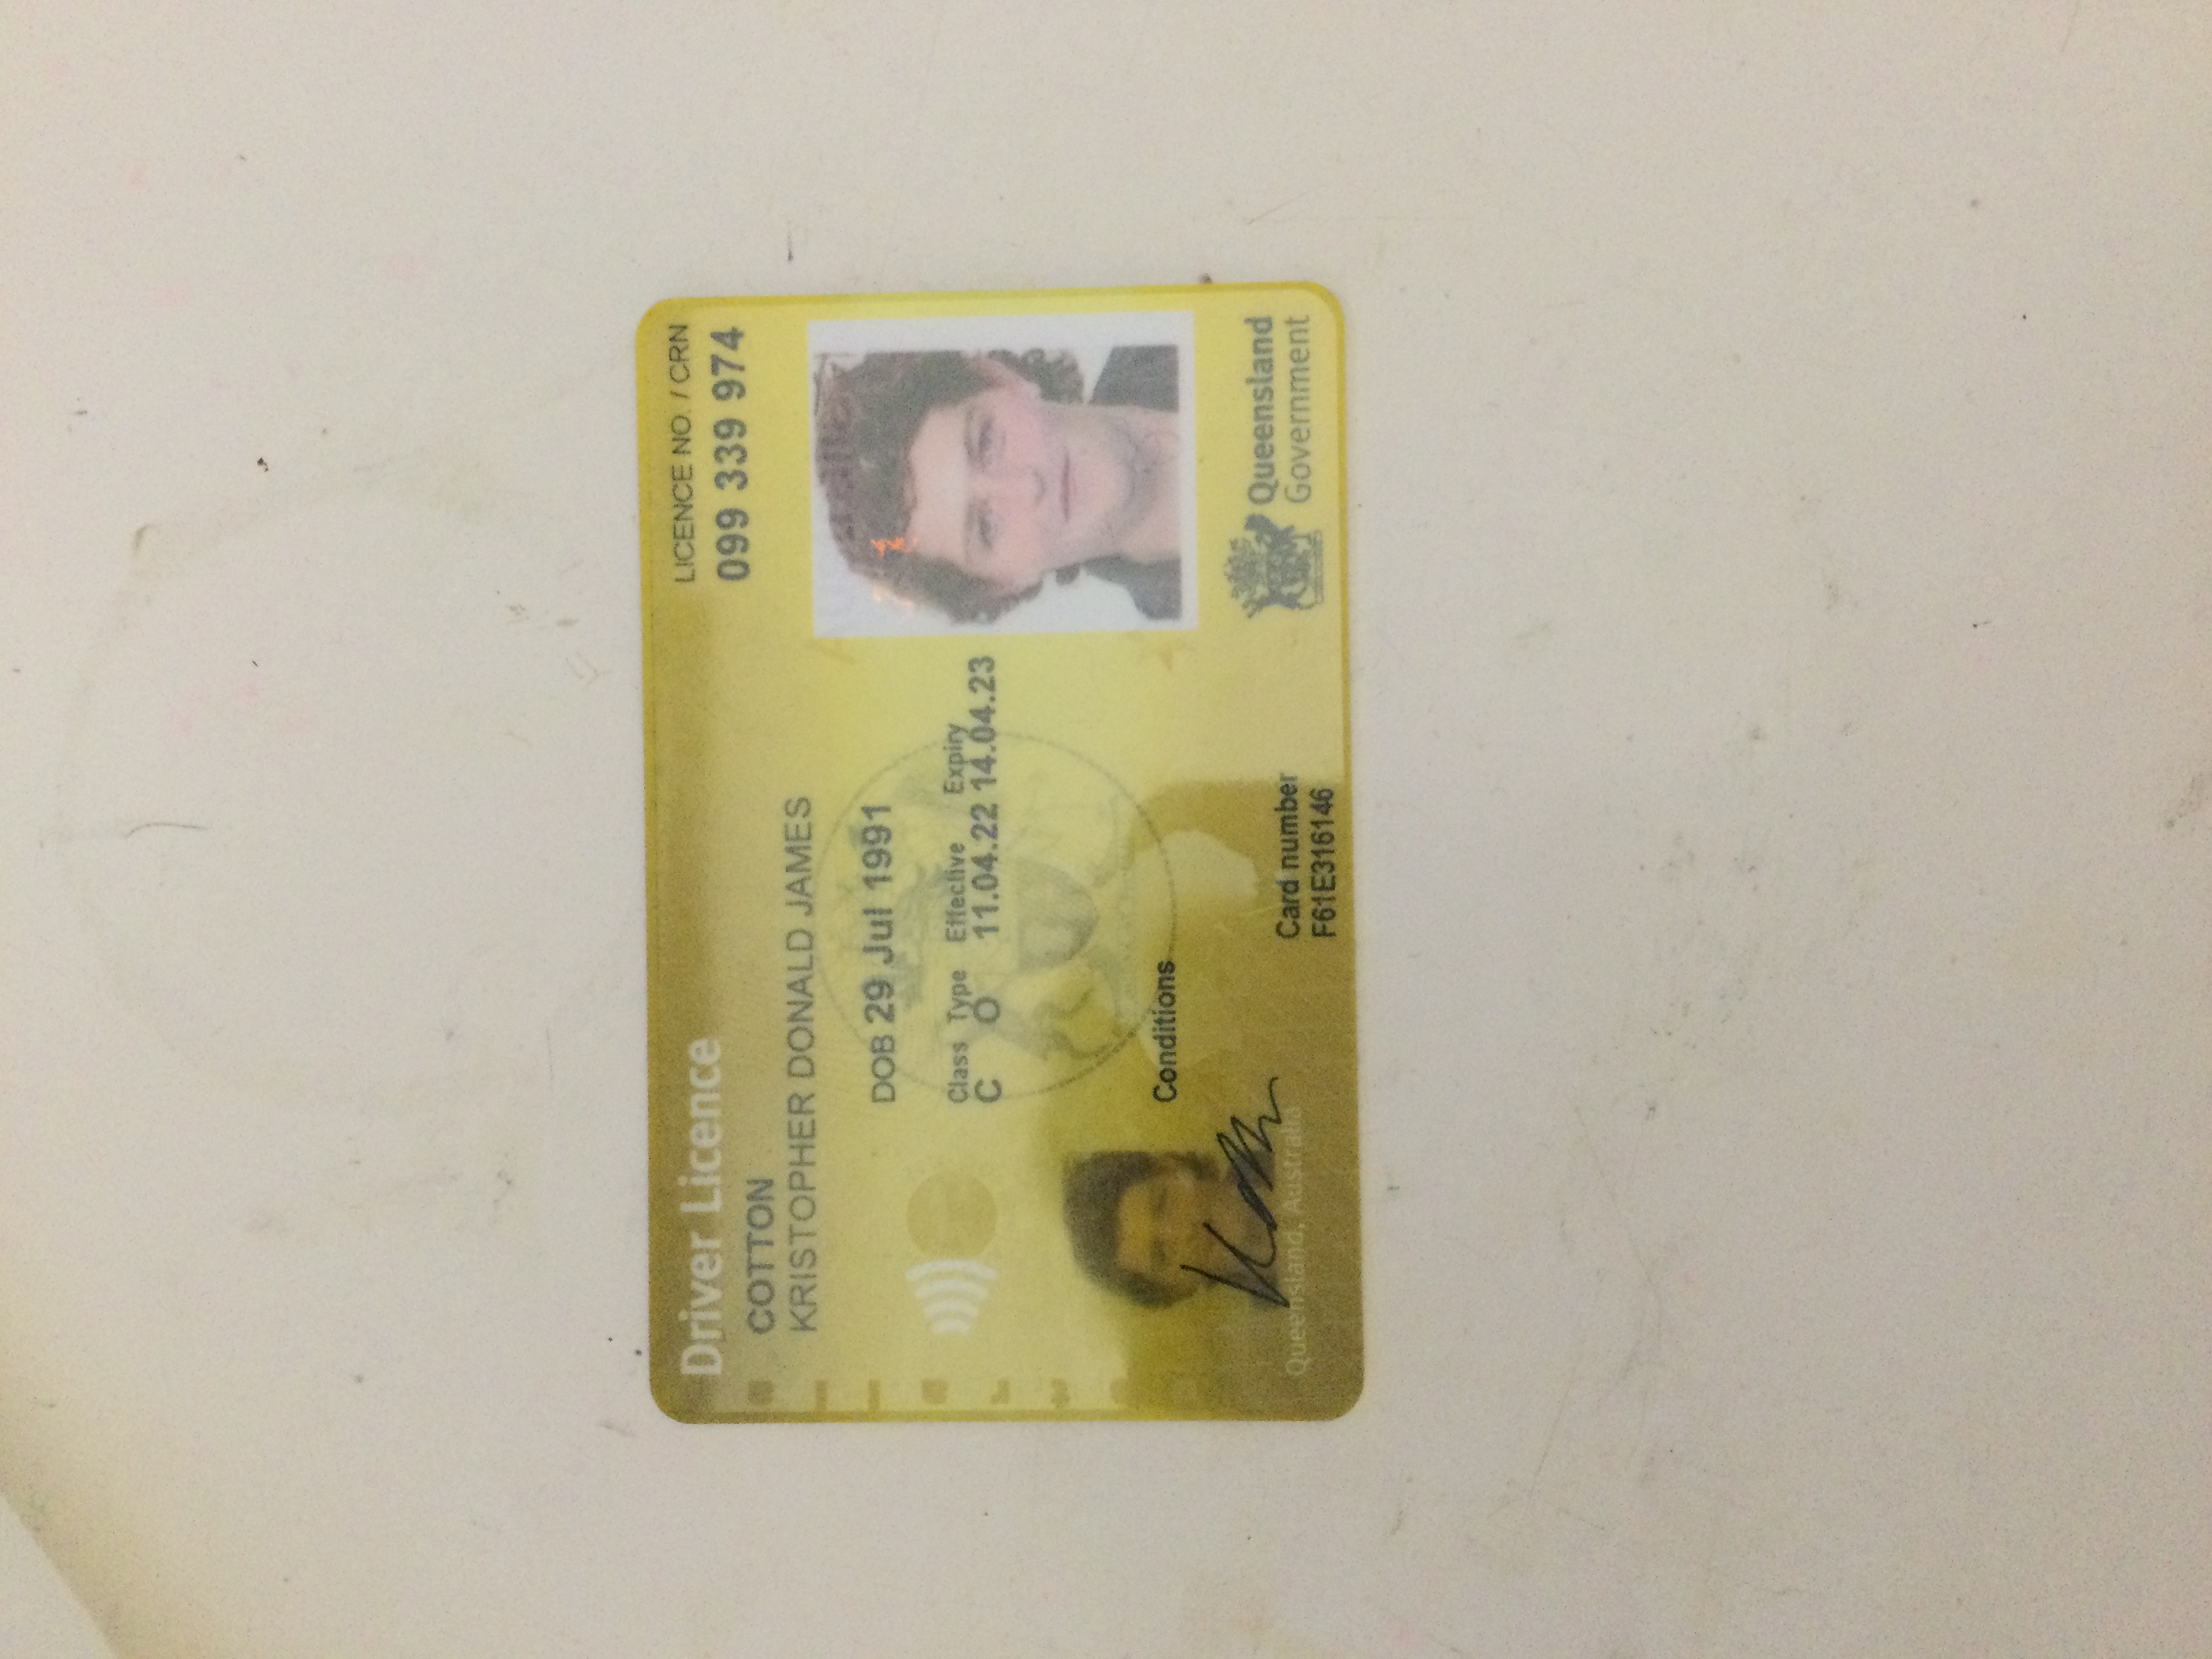 Driver Licence
LICENCE NO. / CRN
099 339 974
COTTON
KRISTOPHER DONALD JAMES
DOB 29 Jul 1991
Class Type Effective Expiry
C O 11.04.22 14.04.23
Conditions
Queensland, Australia
Card number
F61E316146
Queensland
Government